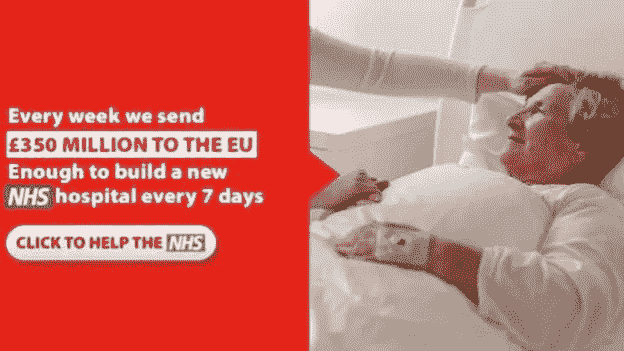 Every week we send
£350 MILLION TO THE EU
Enough to build a new
NHS hospital every 7 days
CLICK TO HELP THE NHS